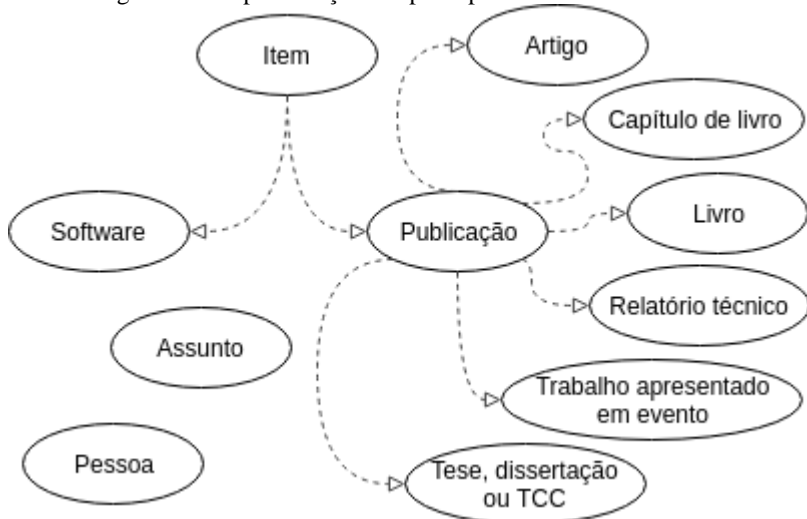 Item
Artigo
Capítulo de livro
Software
Publicação
Livro
Relatório técnico
Assunto
Trabalho apresentado
em evento
Pessoa
Tese, dissertação
ou TCC